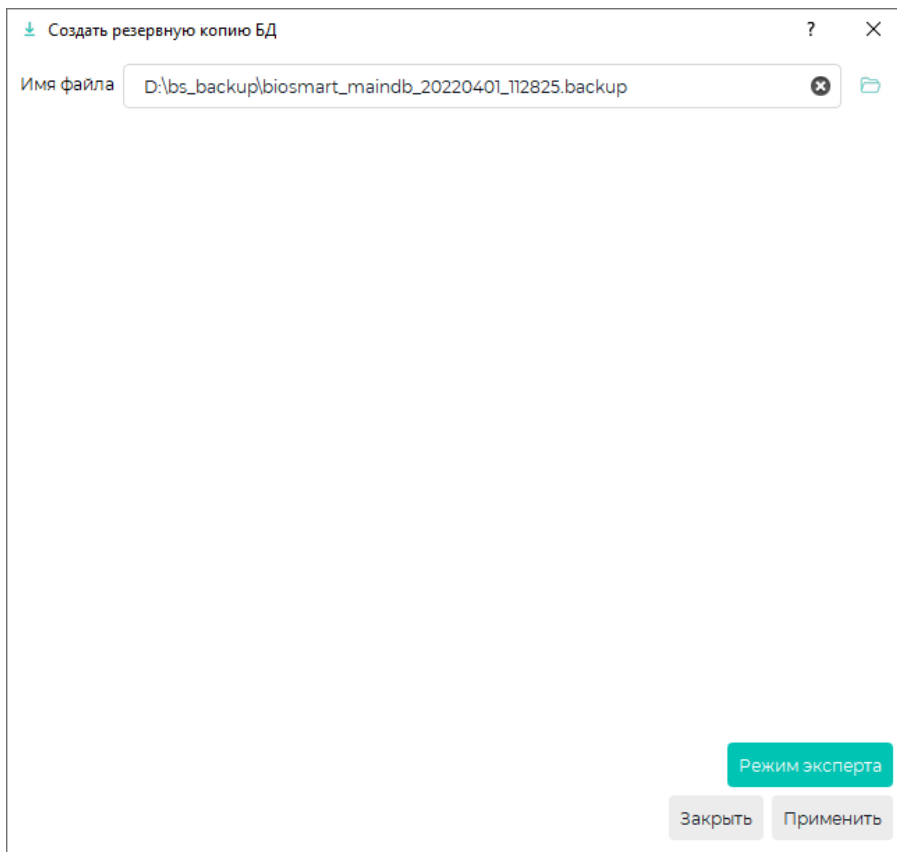 Создать резервную копию БД ?
Имя файла D:\bs_backup\biosmart_maindb_20220401_112825.backup
Режим эксперта
Закрыть Применить